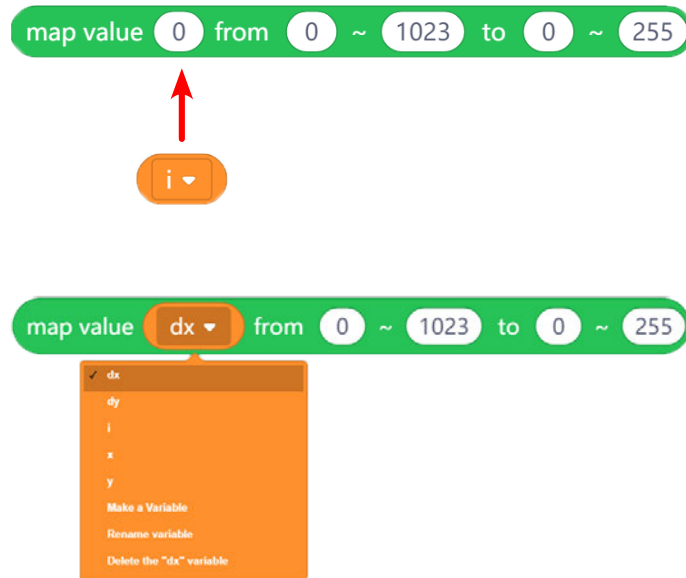 map value 0 from 0 ~ 1023 to 0 ~ 255
i
map value dx from 0 ~ 1023 to 0 ~ 255
✓ dx
dy
i
x
y
Make a Variable
Rename variable
Delete the "dx" variable